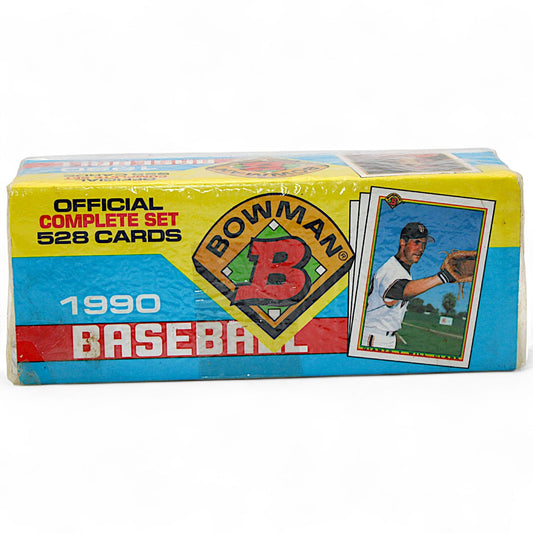 OFFICIAL
COMPLETE SET
528 CARDS
BOWMAN®
B
1990
BASEBALL